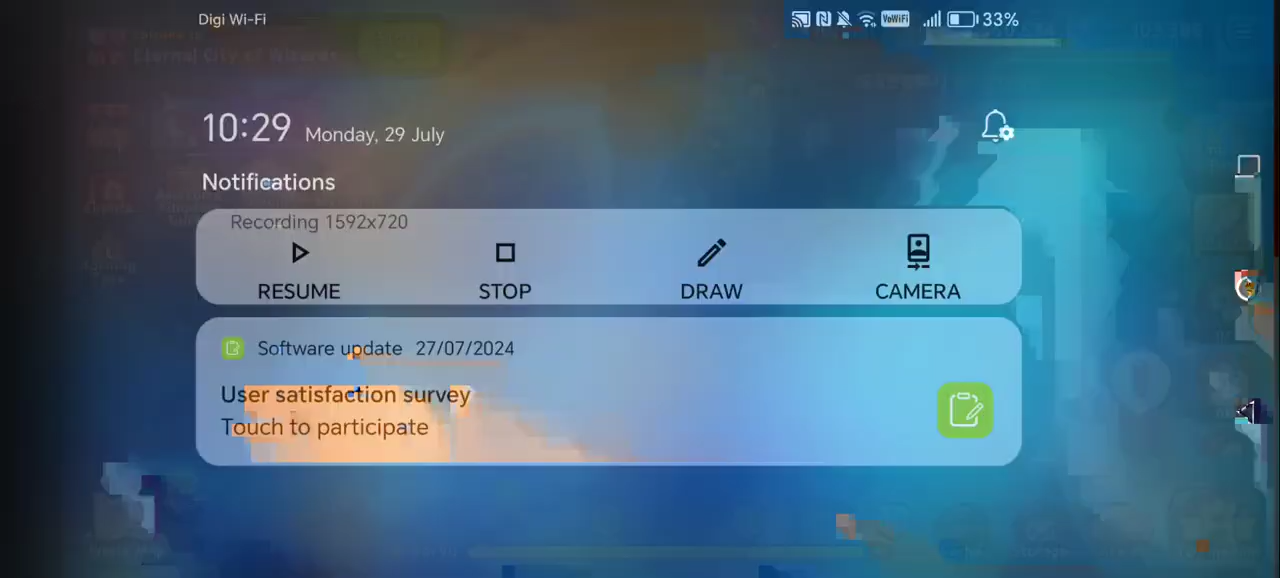 Digi Wi-Fi
VoWiFi 33%
10:29 Monday, 29 July
Notifications
Recording 1592x720
RESUME STOP DRAW CAMERA
Software update 27/07/2024
User satisfaction survey
Touch to participate